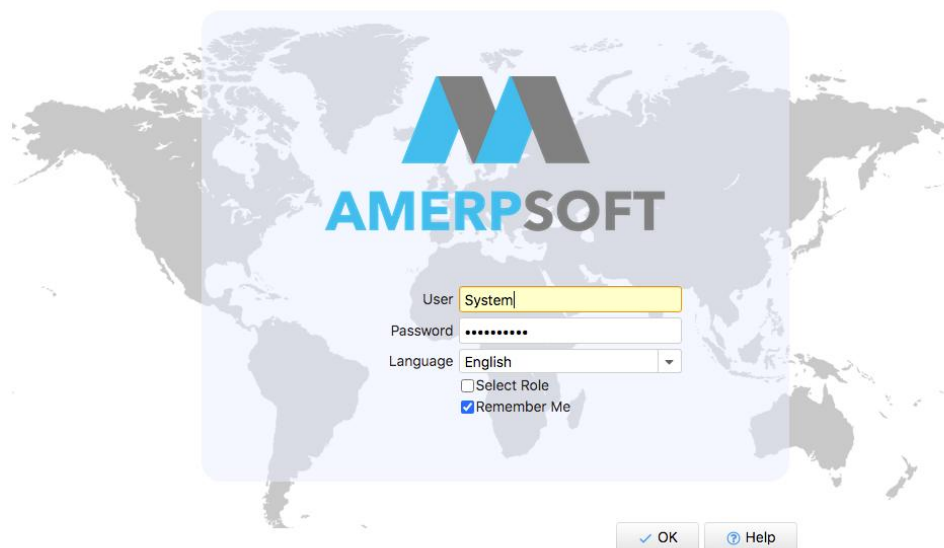 AMERPSOFT
User System
Password ••••••••••
Language English
Select Role
Remember Me
OK Help